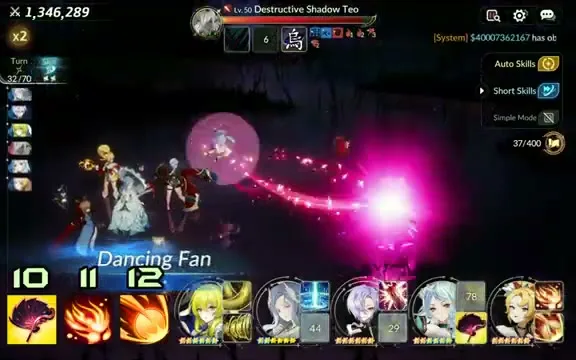 1,346,289
Lv.50 Destructive Shadow Teo
x2
6
烏
[System] $40007362167 has ob
Turn
32/70
Auto Skills
Short Skills
Simple Mode
37/400
Dancing Fan
10 11 12
44
29
78